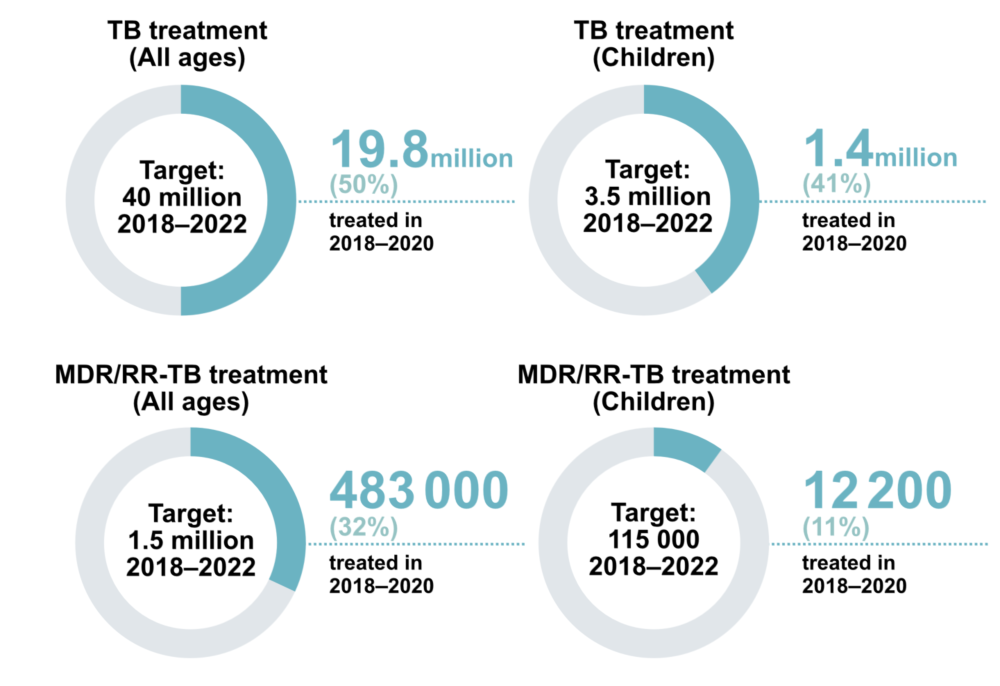 TB treatment
(All ages)
Target:
40 million
2018–2022
19.8million
(50%)
treated in
2018–2020
TB treatment
(Children)
Target:
3.5 million
2018–2022
1.4million
(41%)
treated in
2018–2020
MDR/RR-TB treatment
(All ages)
Target:
1.5 million
2018–2022
483 000
(32%)
treated in
2018–2020
MDR/RR-TB treatment
(Children)
Target:
115 000
2018–2022
12 200
(11%)
treated in
2018–2020